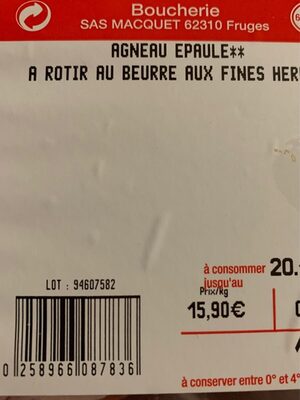 Boucherie
SAS MACQUET 62310 Fruges
AGNEAU EPAULE**
A ROTIR AU BEURRE AUX FINES HER
à consommer 20.
jusqu'au
Prix/kg
LOT : 94607582
15,90€
0 258966 087836
à conserver entre 0° et 4°